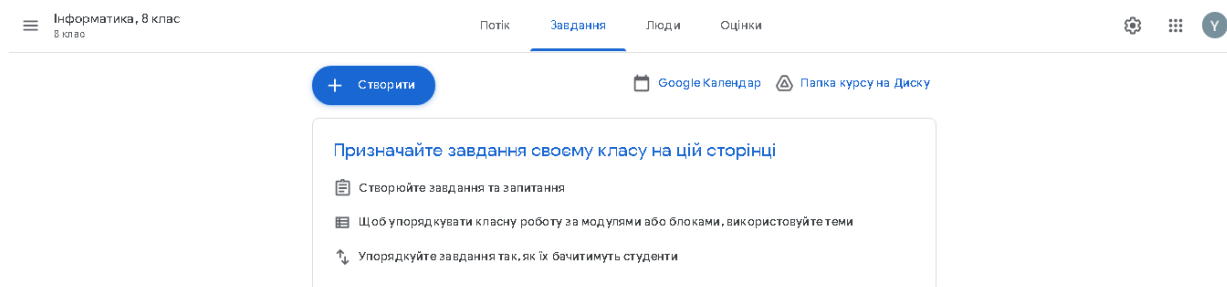 Інформатика, 8 клас
8 клас
Потік Завдання Люди Оцінки
Y
Створити
Google Календар Папка курсу на Диску
Призначайте завдання своєму класу на цій сторінці
Створюйте завдання та запитання
Щоб упорядкувати класну роботу за модулями або блоками, використовуйте теми
Упорядкуйте завдання так, як їх бачитимуть студенти